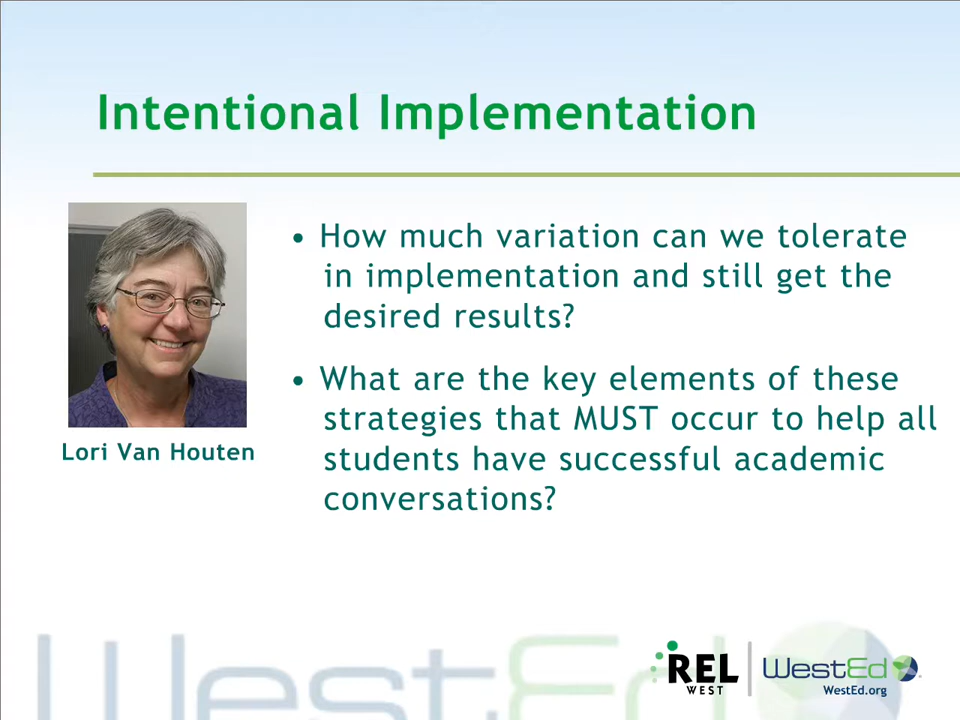 Intentional Implementation
• How much variation can we tolerate
in implementation and still get the
desired results?
• What are the key elements of these
strategies that MUST occur to help all
students have successful academic
conversations?
Lori Van Houten
WestEd
REL
WEST
WestEd
WestEd.org